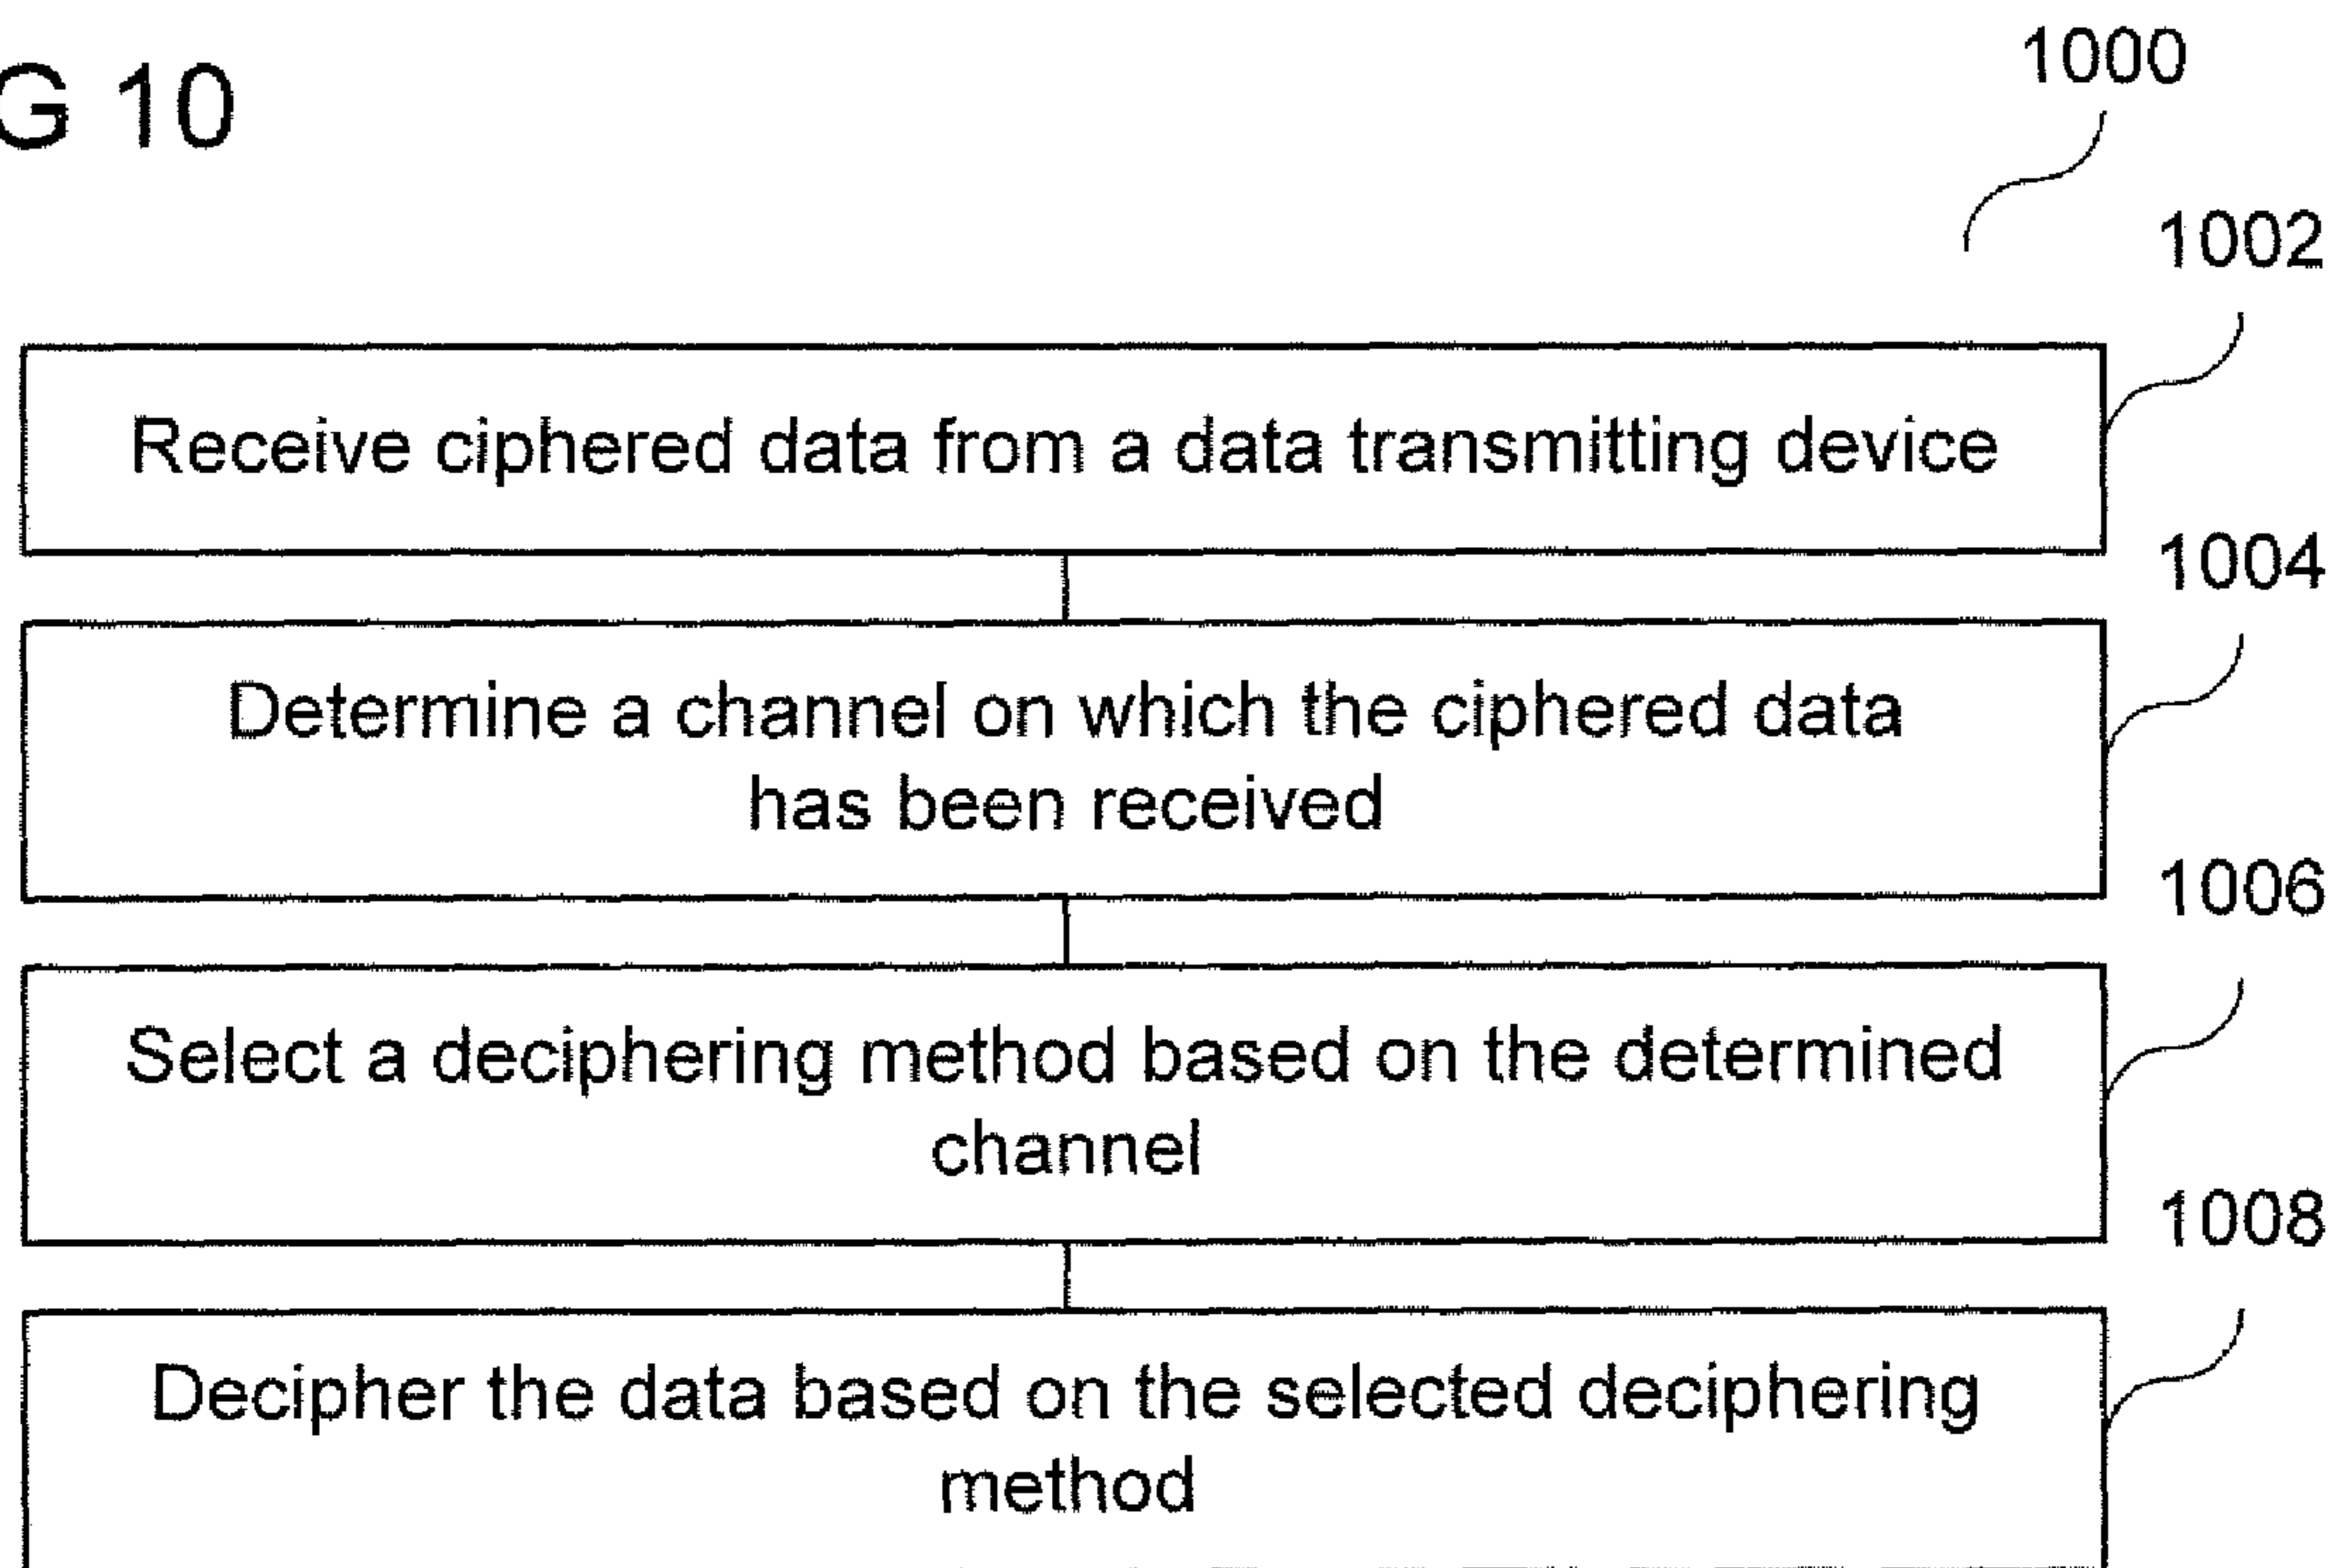 G 10
1000
1002
Receive ciphered data from a data transmitting device
1004
Determine a channel on which the ciphered data
has been received
1006
Select a deciphering method based on the determined
channel
1008
Decipher the data based on the selected deciphering
method